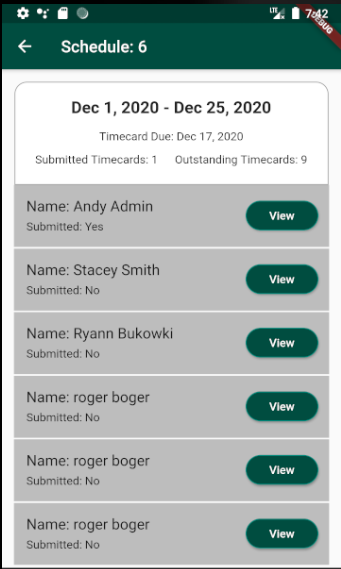 LTE 7:42
DEBUG
Schedule: 6
Dec 1, 2020 - Dec 25, 2020
Timecard Due: Dec 17, 2020
Submitted Timecards: 1 Outstanding Timecards: 9
Name: Andy Admin
View
Submitted: Yes
Name: Stacey Smith
View
Submitted: No
Name: Ryann Bukowki
View
Submitted: No
Name: roger boger
View
Submitted: No
Name: roger boger
View
Submitted: No
Name: roger boger
View
Submitted: No